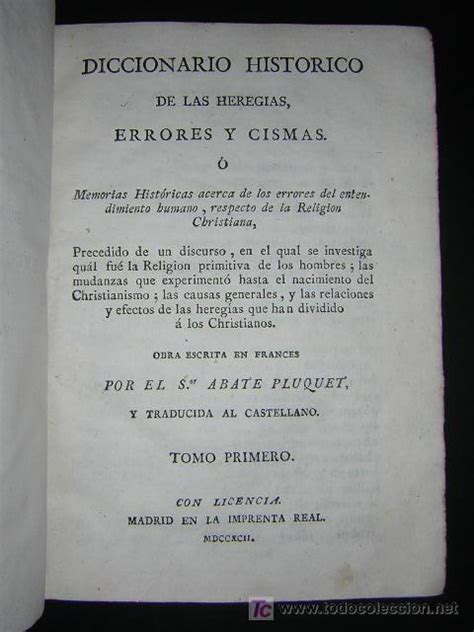 DICCIONARIO HISTORICO
DE LAS HEREGIAS,
ERRORES Y CISMAS.
Ó
Memorias Históricas acerca de los errores del enten-
dimiento humano, respecto de la Religion
Christiana,
Precedido de un discurso, en el qual se investiga
quál fué la Religion primitiva de los hombres; las
mudanzas que experimentó hasta el nacimiento del
Christianismo; las causas generales, y las relaciones
y efectos de las heregías que han dividido
á los Christianos.
OBRA ESCRITA EN FRANCES
POR EL S.or ABATE PLUQUET,
Y TRADUCIDA AL CASTELLANO.
TOMO PRIMERO.
CON LICENCIA.
MADRID EN LA IMPRENTA REAL.
MDCCXCII.
TC www.todocoleccion.net